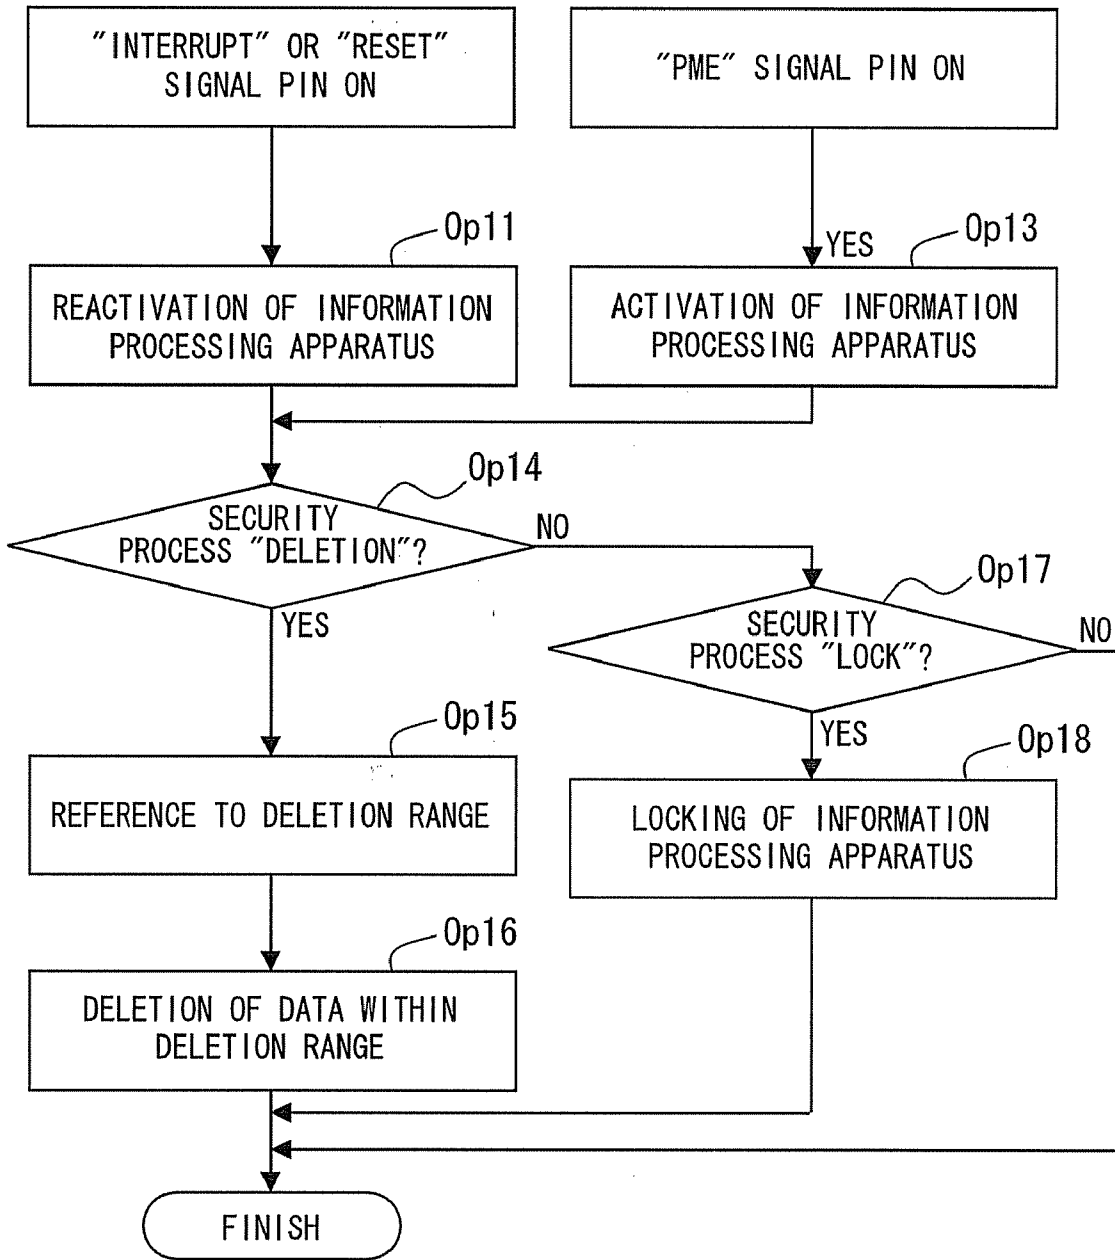 "INTERRUPT" OR "RESET"
SIGNAL PIN ON
"PME" SIGNAL PIN ON
Op11
YES
Op13
REACTIVATION OF INFORMATION
PROCESSING APPARATUS
ACTIVATION OF INFORMATION
PROCESSING APPARATUS
Op14
SECURITY
PROCESS "DELETION"?
NO
YES
Op17
SECURITY
PROCESS "LOCK"?
NO
YES
Op15
REFERENCE TO DELETION RANGE
Op18
LOCKING OF INFORMATION
PROCESSING APPARATUS
Op16
DELETION OF DATA WITHIN
DELETION RANGE
FINISH